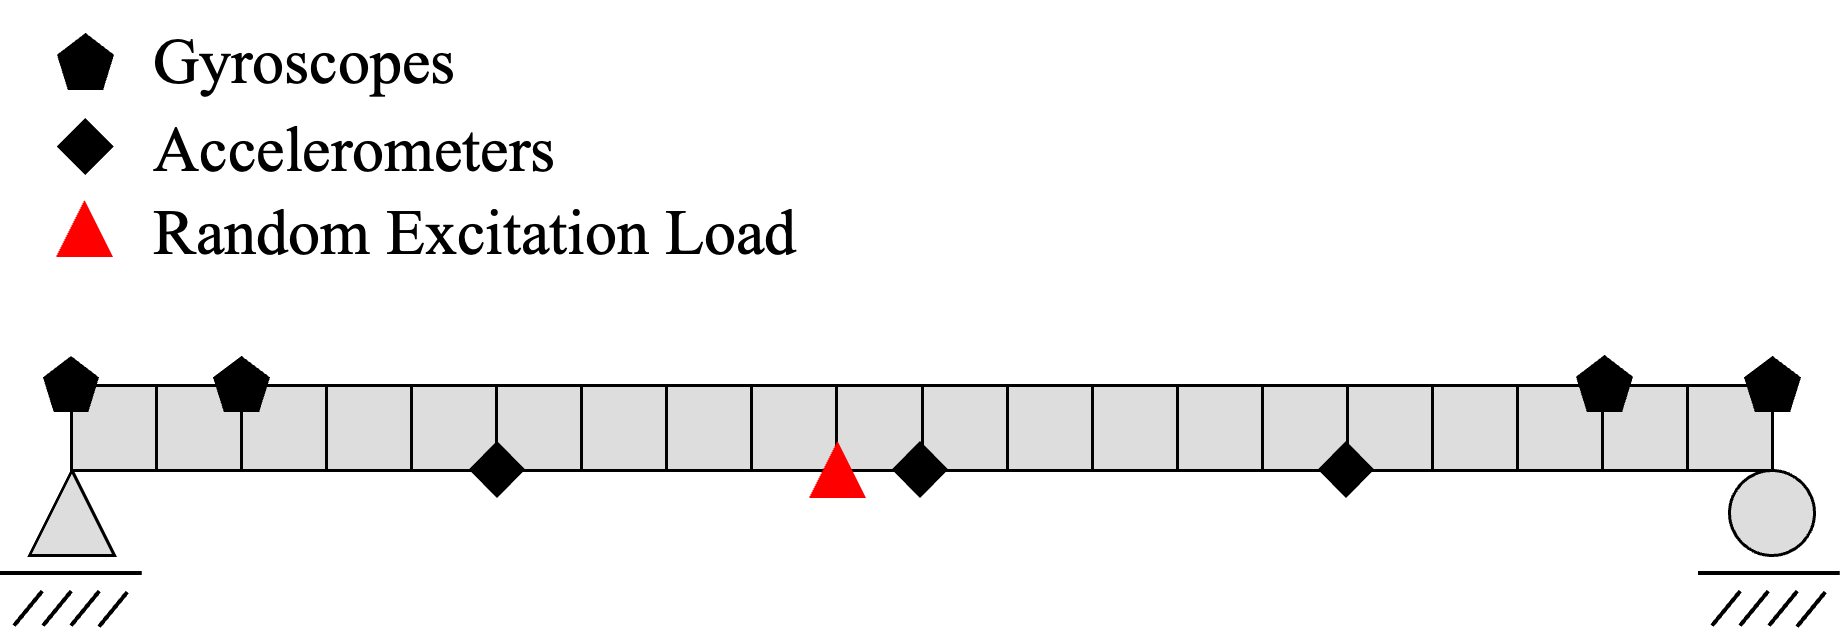 Gyroscopes
Accelerometers
Random Excitation Load